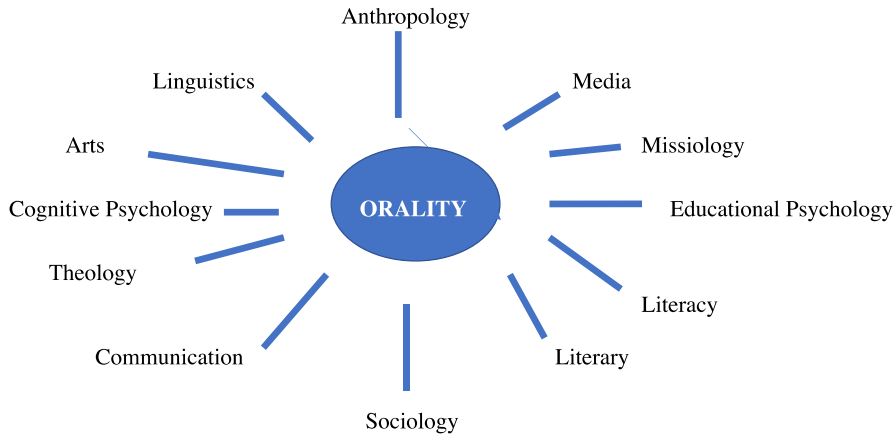 Anthropology
Linguistics
Media
Arts
Missiology
Cognitive Psychology
ORALITY
Educational Psychology
Theology
Literacy
Communication
Literary
Sociology